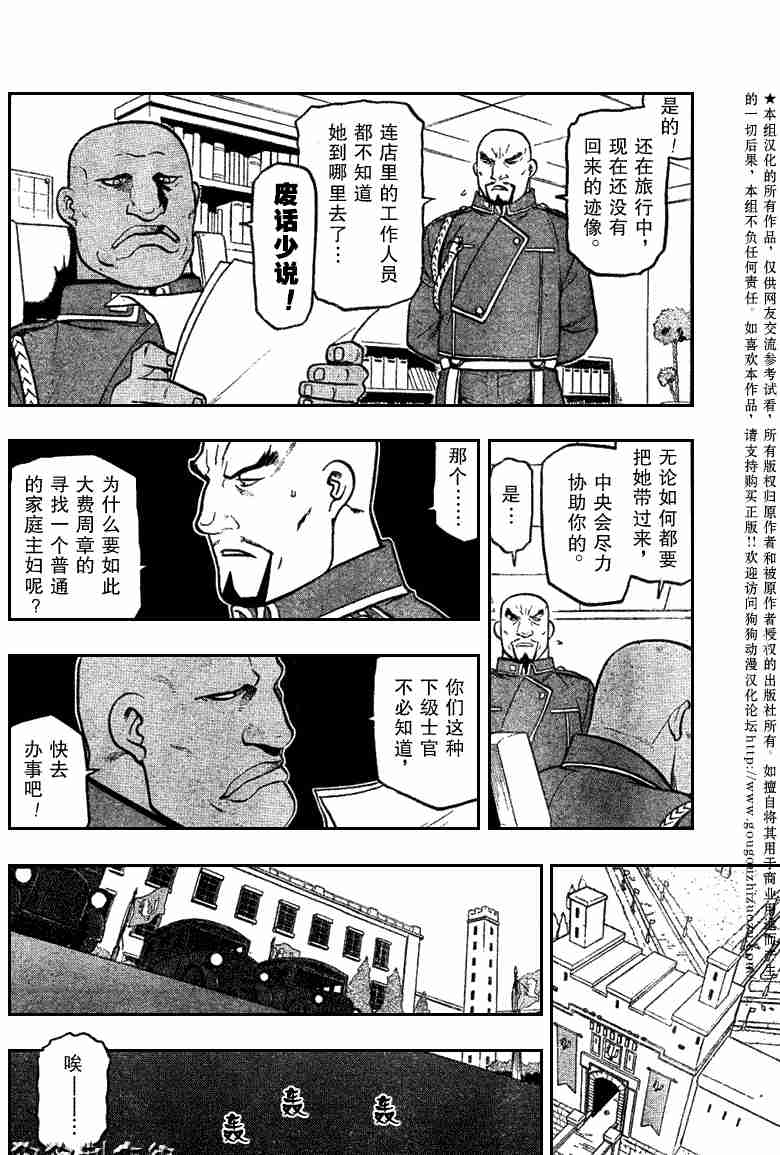 是的！
还在旅行中，
现在还没有
回来的迹像。
连店里的工作人员
都不知道
她到哪里去了…
废话少说！
无论如何都要
把她带过来，
中央会尽力
协助你的。
是…
那个……
为什么要如此
大费周章的
寻找一个普通
的家庭主妇呢？
你们这种
下级士官
不必知道，
快去
办事吧！
轰
轰
轰
唉———
★本组汉化的所有作品，仅供网友交流参考试看，所有版权归原作者和被原作者授权的出版社所有。如擅自将其用于商业用途而产生
的一切后果，本组不负任何责任。如喜欢本作品，请支持购买正版!!欢迎访问狗狗动漫汉化论坛